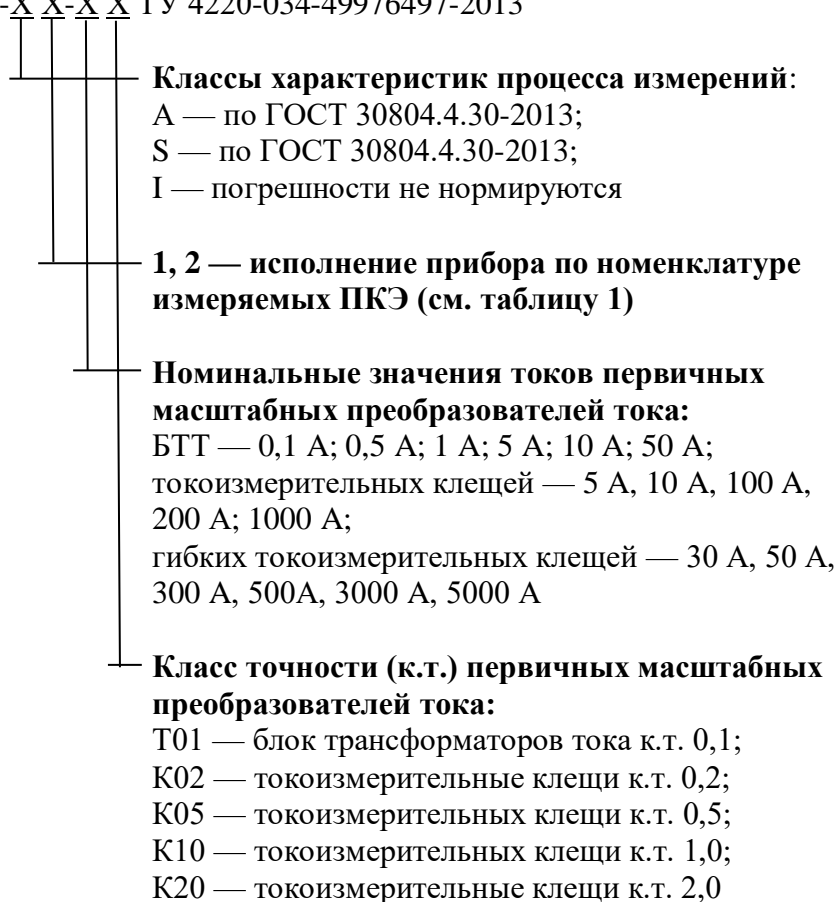 -Х Х-Х Х ТУ 4220-034-49976497-2013
Классы характеристик процесса измерений:
А — по ГОСТ 30804.4.30-2013;
S — по ГОСТ 30804.4.30-2013;
I — погрешности не нормируются
1, 2 — исполнение прибора по номенклатуре
измеряемых ПКЭ (см. таблицу 1)
Номинальные значения токов первичных
масштабных преобразователей тока:
БТТ — 0,1 А; 0,5 А; 1 А; 5 А; 10 А; 50 А;
токоизмерительных клещей — 5 А, 10 А, 100 А,
200 А; 1000 А;
гибких токоизмерительных клещей — 30 А, 50 А,
300 А, 500А, 3000 А, 5000 А
Класс точности (к.т.) первичных масштабных
преобразователей тока:
Т01 — блок трансформаторов тока к.т. 0,1;
К02 — токоизмерительные клещи к.т. 0,2;
К05 — токоизмерительных клещи к.т. 0,5;
К10 — токоизмерительных клещи к.т. 1,0;
К20 — токоизмерительные клещи к.т. 2,0